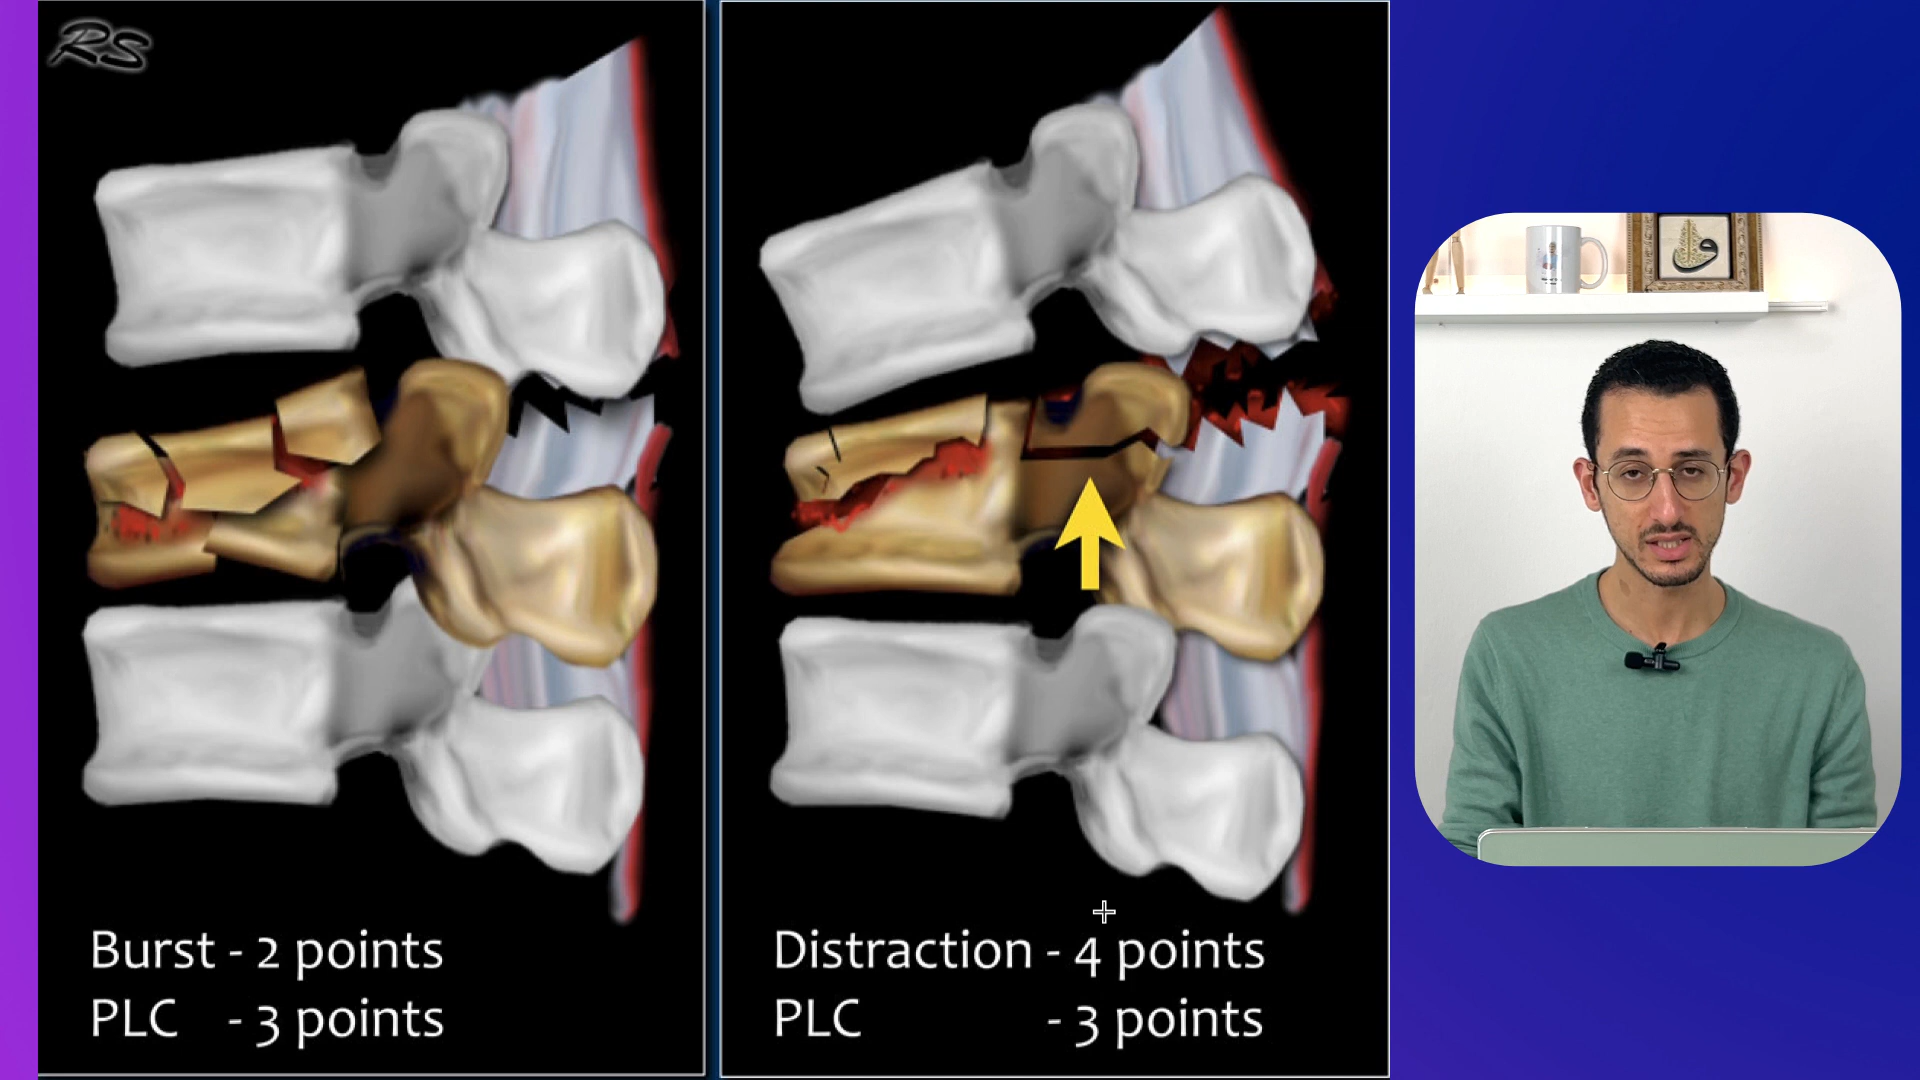 RS
Burst - 2 points
PLC - 3 points
Distraction - 4 points
PLC - 3 points
و